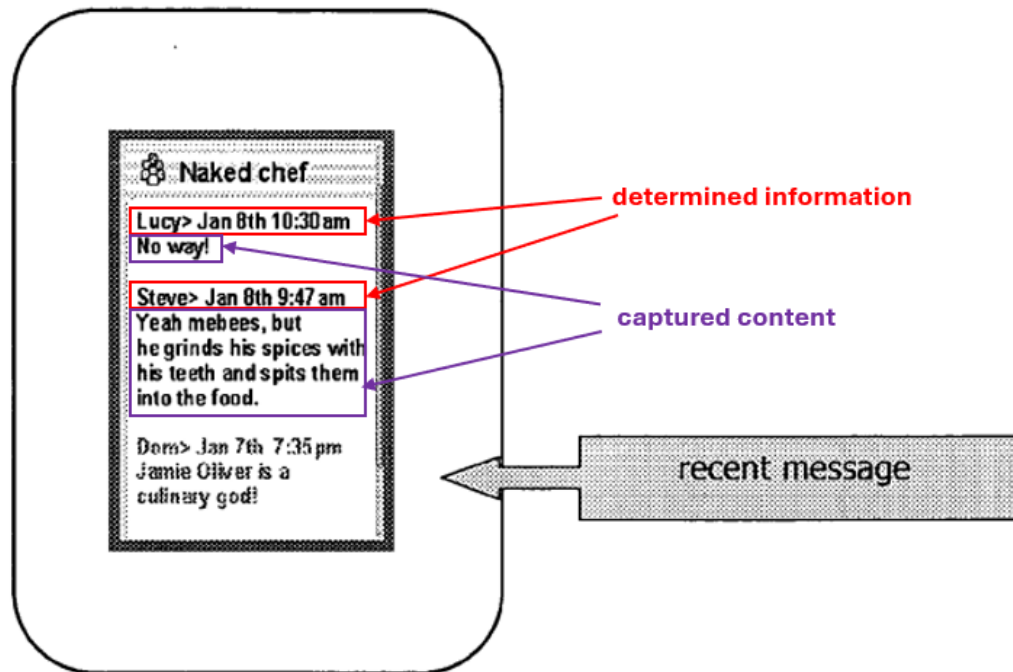 Naked chef
Lucy> Jan 8th 10:30am
No way!
Steve> Jan 8th 9:47am
Yeah mebees, but
he grinds his spices with
his teeth and spits them
into the food.
Dom> Jan 7th 7:35pm
Jamie Oliver is a
culinary god!
determined information
captured content
recent message